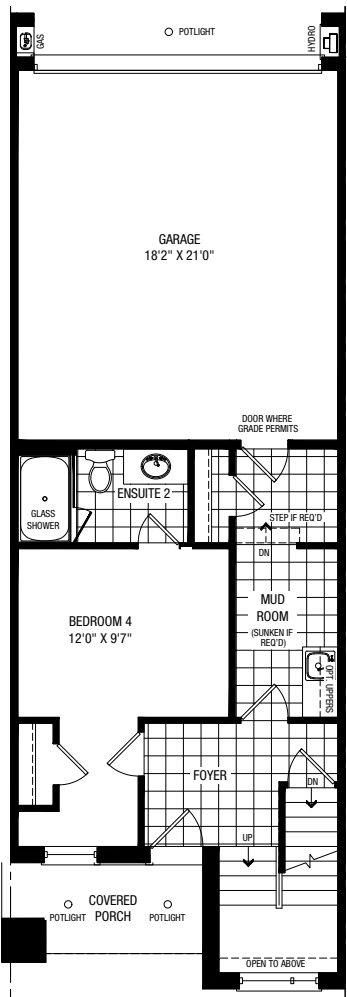 GAS
POTLIGHT
HYDRO
GARAGE
18'2" X 21'0"
DOOR WHERE
GRADE PERMITS
ENSUITE 2
GLASS
SHOWER
STEP IF REQ'D
DN
BEDROOM 4
12'0" X 9'7"
MUD
ROOM
(SUNKEN IF
REQ'D)
OPT. UPPERS
FOYER
DN
UP
COVERED
PORCH
POTLIGHT
POTLIGHT
OPEN TO ABOVE